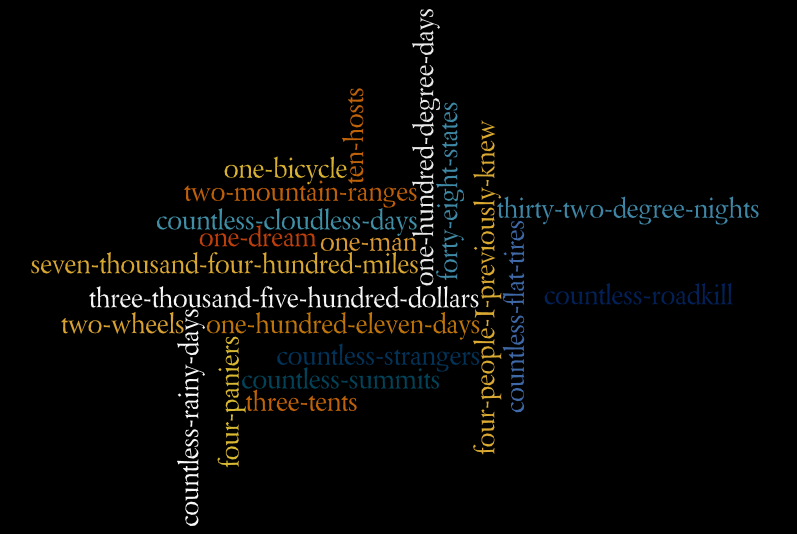 one-hundred-degree-days
ten-hosts
forty-eight-states
four-people-I-previously-knew
one-bicycle
two-mountain-ranges
thirty-two-degree-nights
countless-cloudless-days
countless-flat-tires
one-dream
one-man
seven-thousand-four-hundred-miles
three-thousand-five-hundred-dollars
countless-roadkill
two-wheels
one-hundred-eleven-days
countless-rainy-days
four-paniers
countless-strangers
countless-summits
three-tents